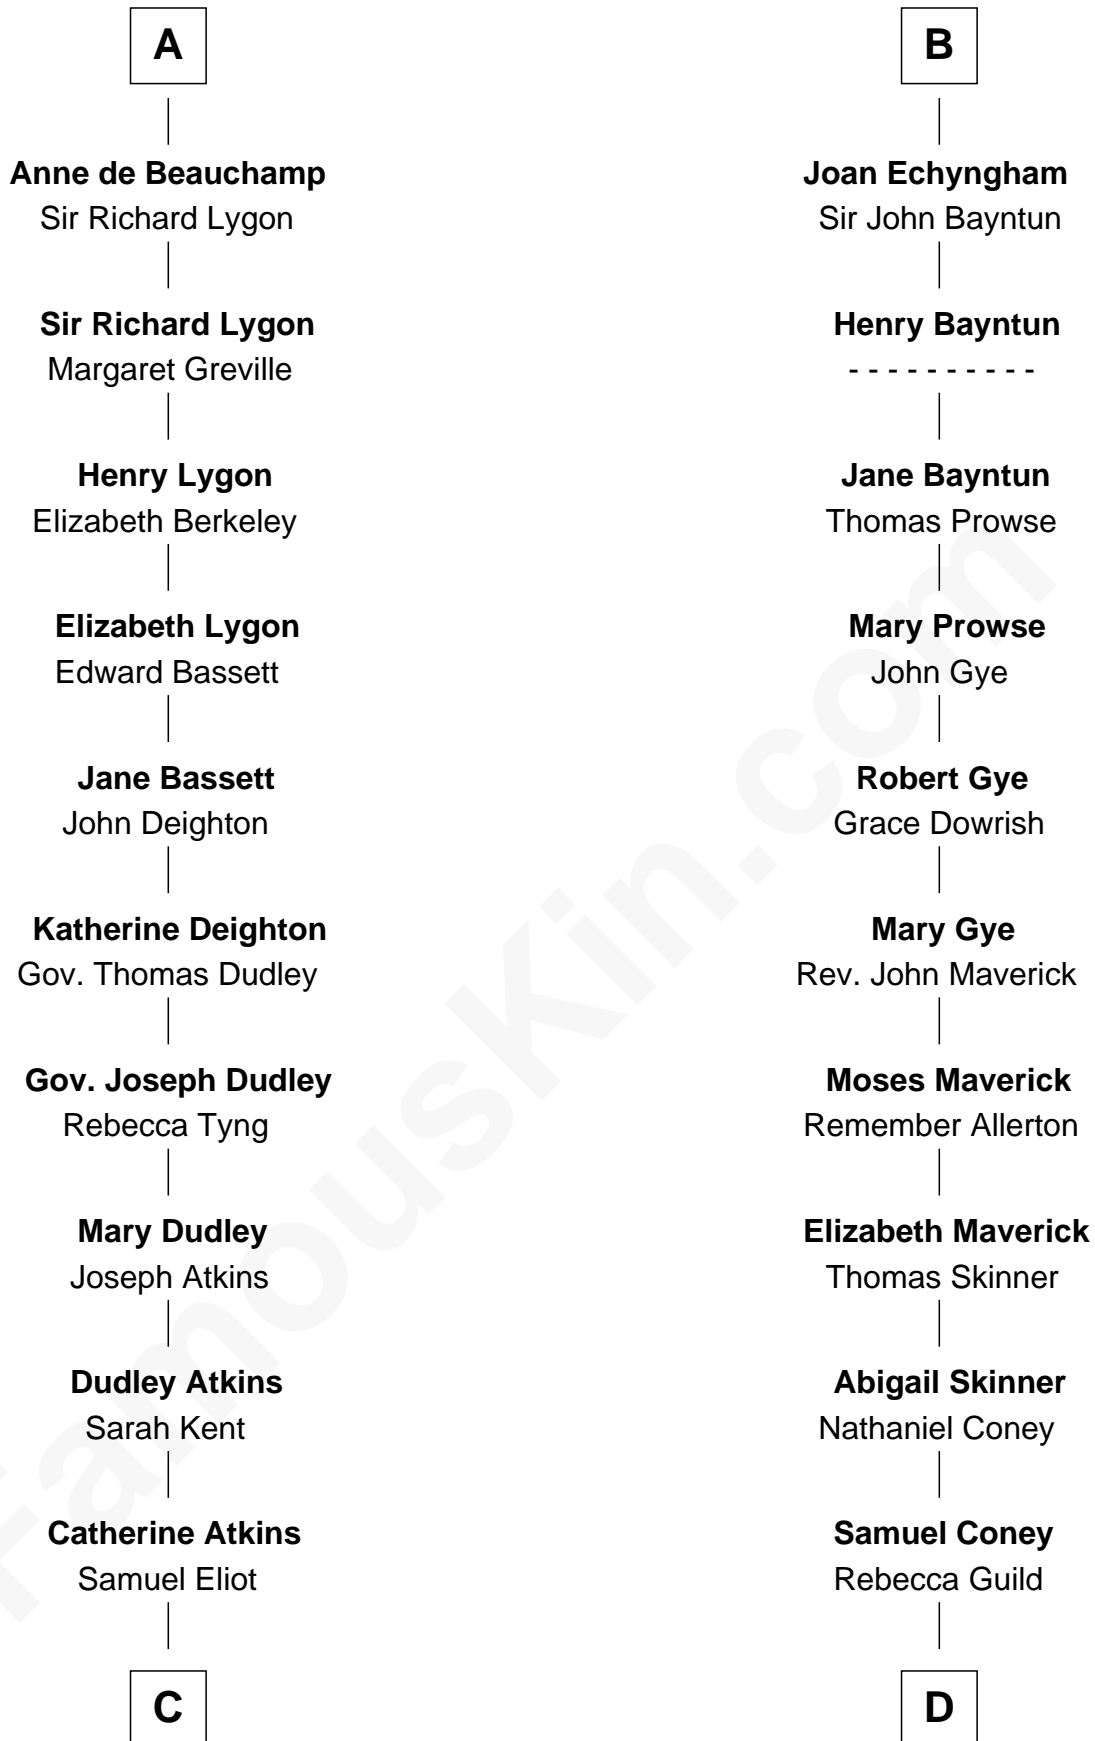 A
Anne de Beauchamp
Sir Richard Lygon
Sir Richard Lygon
Margaret Greville
Henry Lygon
Elizabeth Berkeley
Elizabeth Lygon
Edward Bassett
Jane Bassett
John Deighton
Katherine Deighton
Gov. Thomas Dudley
Gov. Joseph Dudley
Rebecca Tyng
Mary Dudley
Joseph Atkins
Dudley Atkins
Sarah Kent
Catherine Atkins
Samuel Eliot
C
B
Joan Echyngham
Sir John Bayntun
Henry Bayntun
- - - - - - - - - -
Jane Bayntun
Thomas Prowse
Mary Prowse
John Gye
Robert Gye
Grace Dowrish
Mary Gye
Rev. John Maverick
Moses Maverick
Remember Allerton
Elizabeth Maverick
Thomas Skinner
Abigail Skinner
Nathaniel Coney
Samuel Coney
Rebecca Guild
D
FamousKin.com